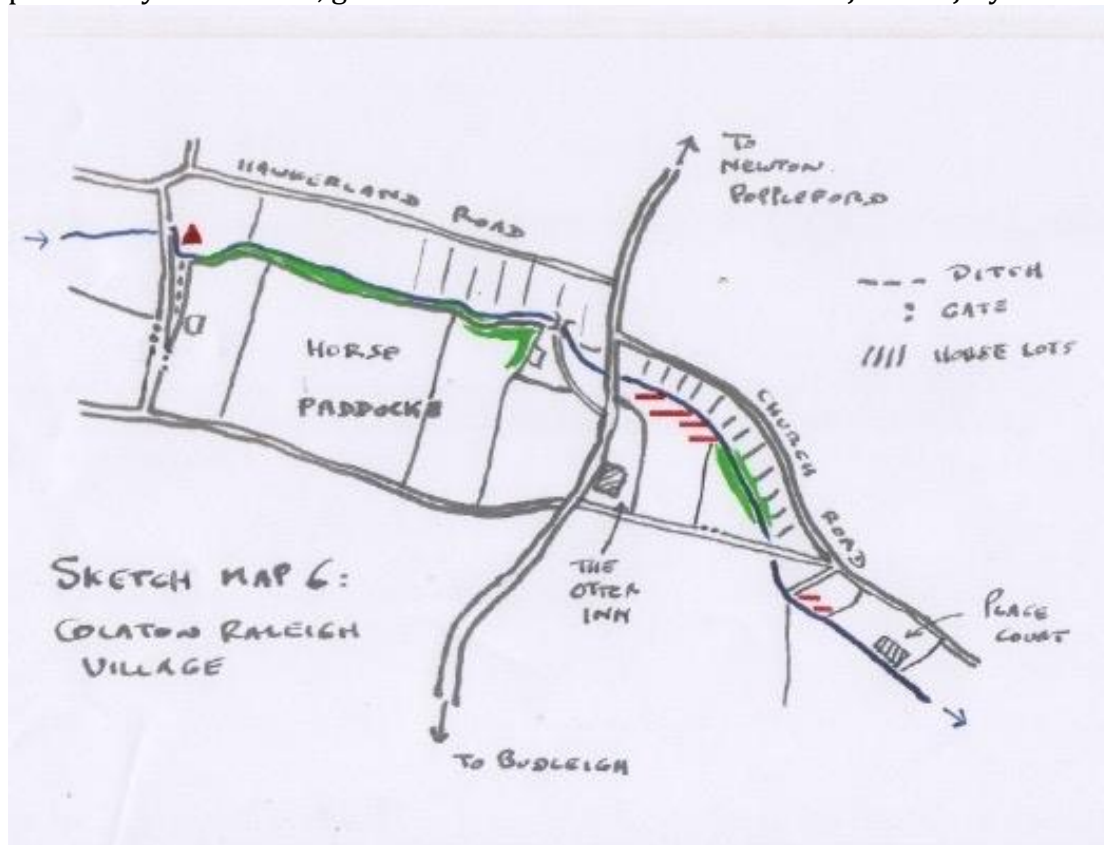 HAWKERLAND ROAD
TO
NEWTON
POPPLEFORD
--- DITCH
: GATE
//// HOUSE LOTS
HORSE
PADDOCKS
CHURCH
ROAD
SKETCH MAP 6:
COLATON RALEIGH
VILLAGE
THE
OTTER
INN
PLACE
COURT
TO BUDLEIGH